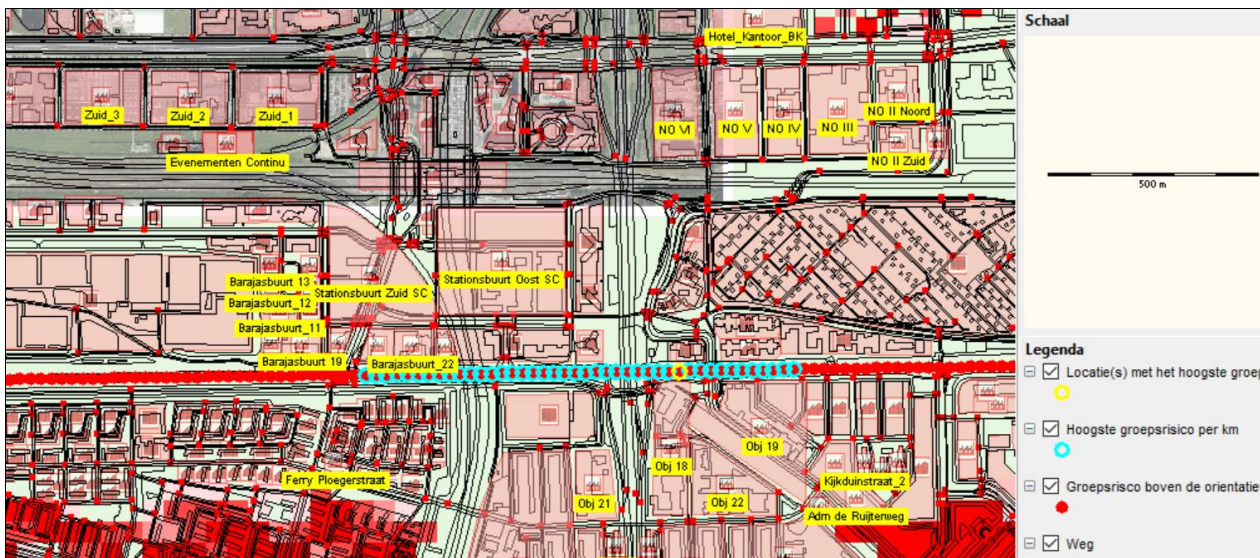 Hotel_Kantoor_BK
Zuid_3
Zuid_2
Zuid_1
NO VI
NO V
NO IV
NO III
NO II Noord
NO II Zuid
Evenementen Continu
Barajasbuurt 13
Stationsbuurt Zuid SC
Stationsbuurt Oost SC
Barajasbuurt_12
Barajasbuurt_11
Barajasbuurt 19
Barajasbuurt_22
Ferry Ploegerstraat
Obj 21
Obj 18
Obj 19
Obj 22
Kijkduinstraat_2
Adm de Ruijterweg
Schaal
500 m
Legenda
Locatie(s) met het hoogste groep
Hoogste groepsrisico per km
Groepsrisco boven de orientatie
Weg